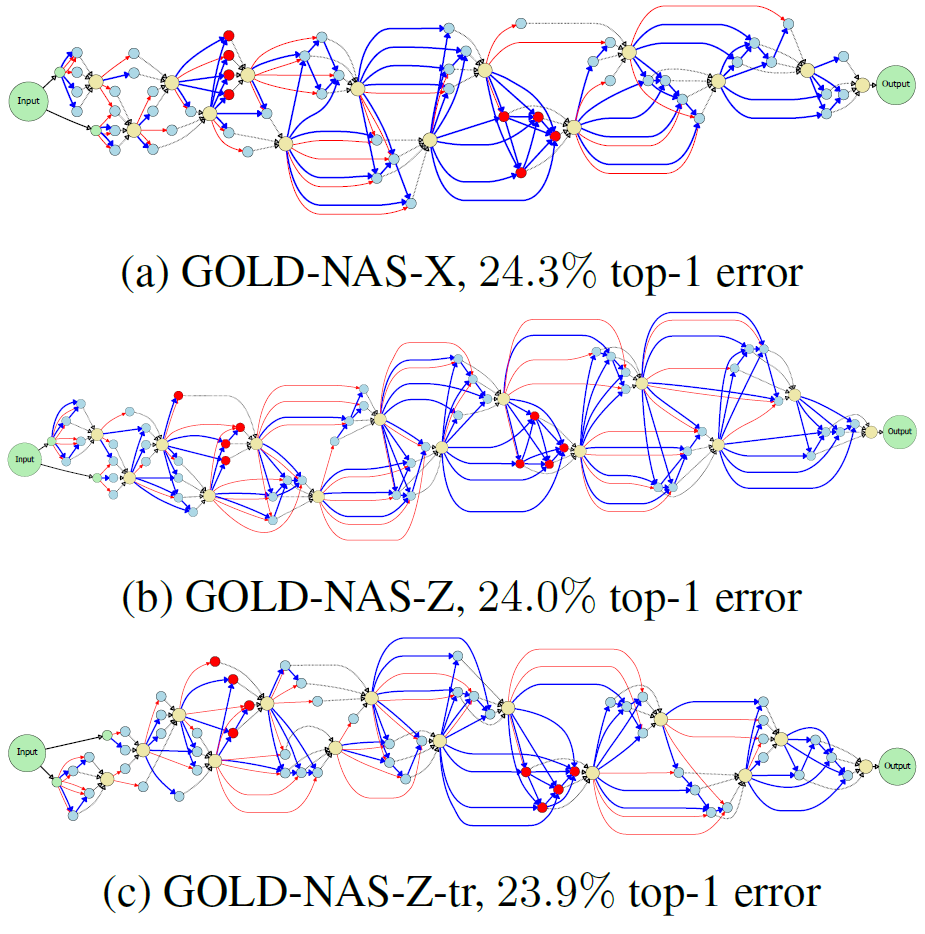 Input
Output
(a) GOLD-NAS-X, 24.3% top-1 error
Input
Output
(b) GOLD-NAS-Z, 24.0% top-1 error
Input
Output
(c) GOLD-NAS-Z-tr, 23.9% top-1 error